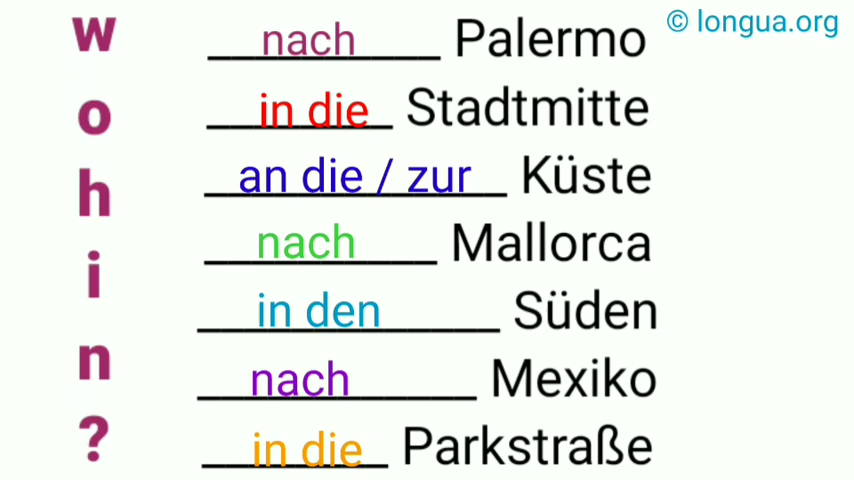 wohin?
© longua.org
nach Palermo
in die Stadtmitte
an die / zur Küste
nach Mallorca
in den Süden
nach Mexiko
in die Parkstraße